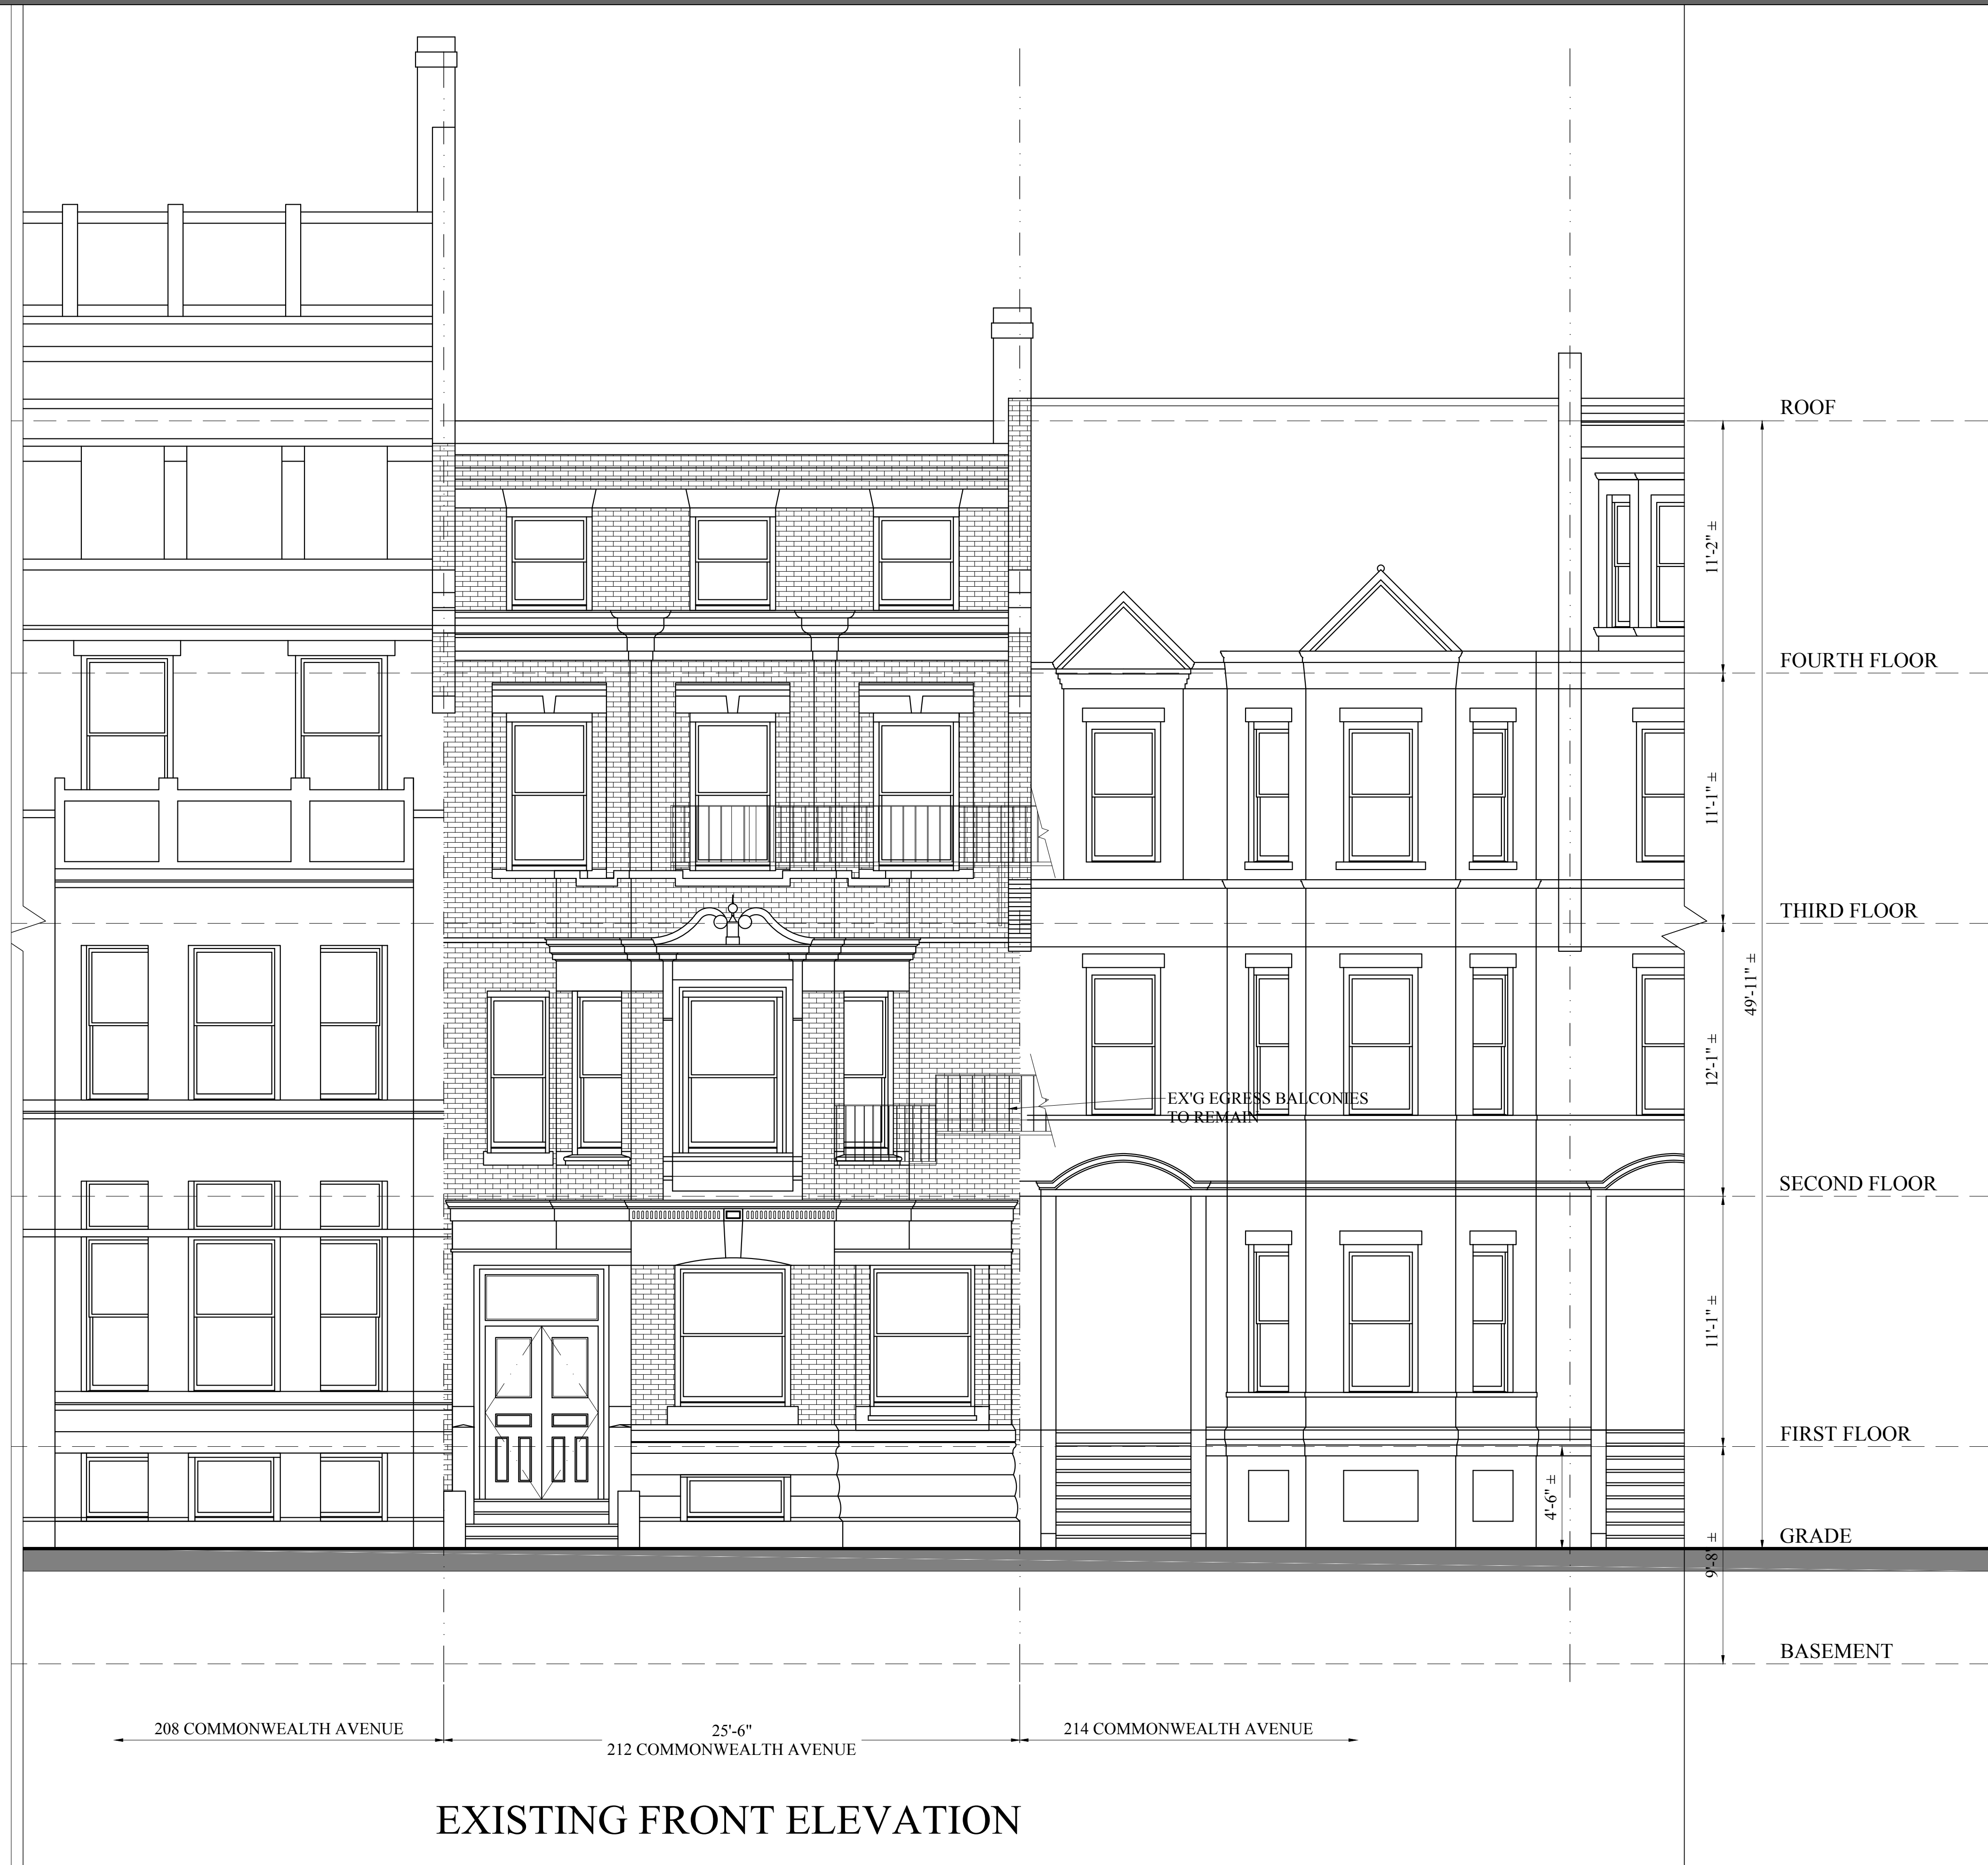 ROOF
11'-2" ±
FOURTH FLOOR
11'-1" ±
THIRD FLOOR
49'-11" ±
12'-1" ±
EX'G EGRESS BALCONIES
TO REMAIN
SECOND FLOOR
11'-1" ±
FIRST FLOOR
4'-6" ±
GRADE
9'-8" ±
BASEMENT
208 COMMONWEALTH AVENUE
25'-6"
212 COMMONWEALTH AVENUE
214 COMMONWEALTH AVENUE
EXISTING FRONT ELEVATION